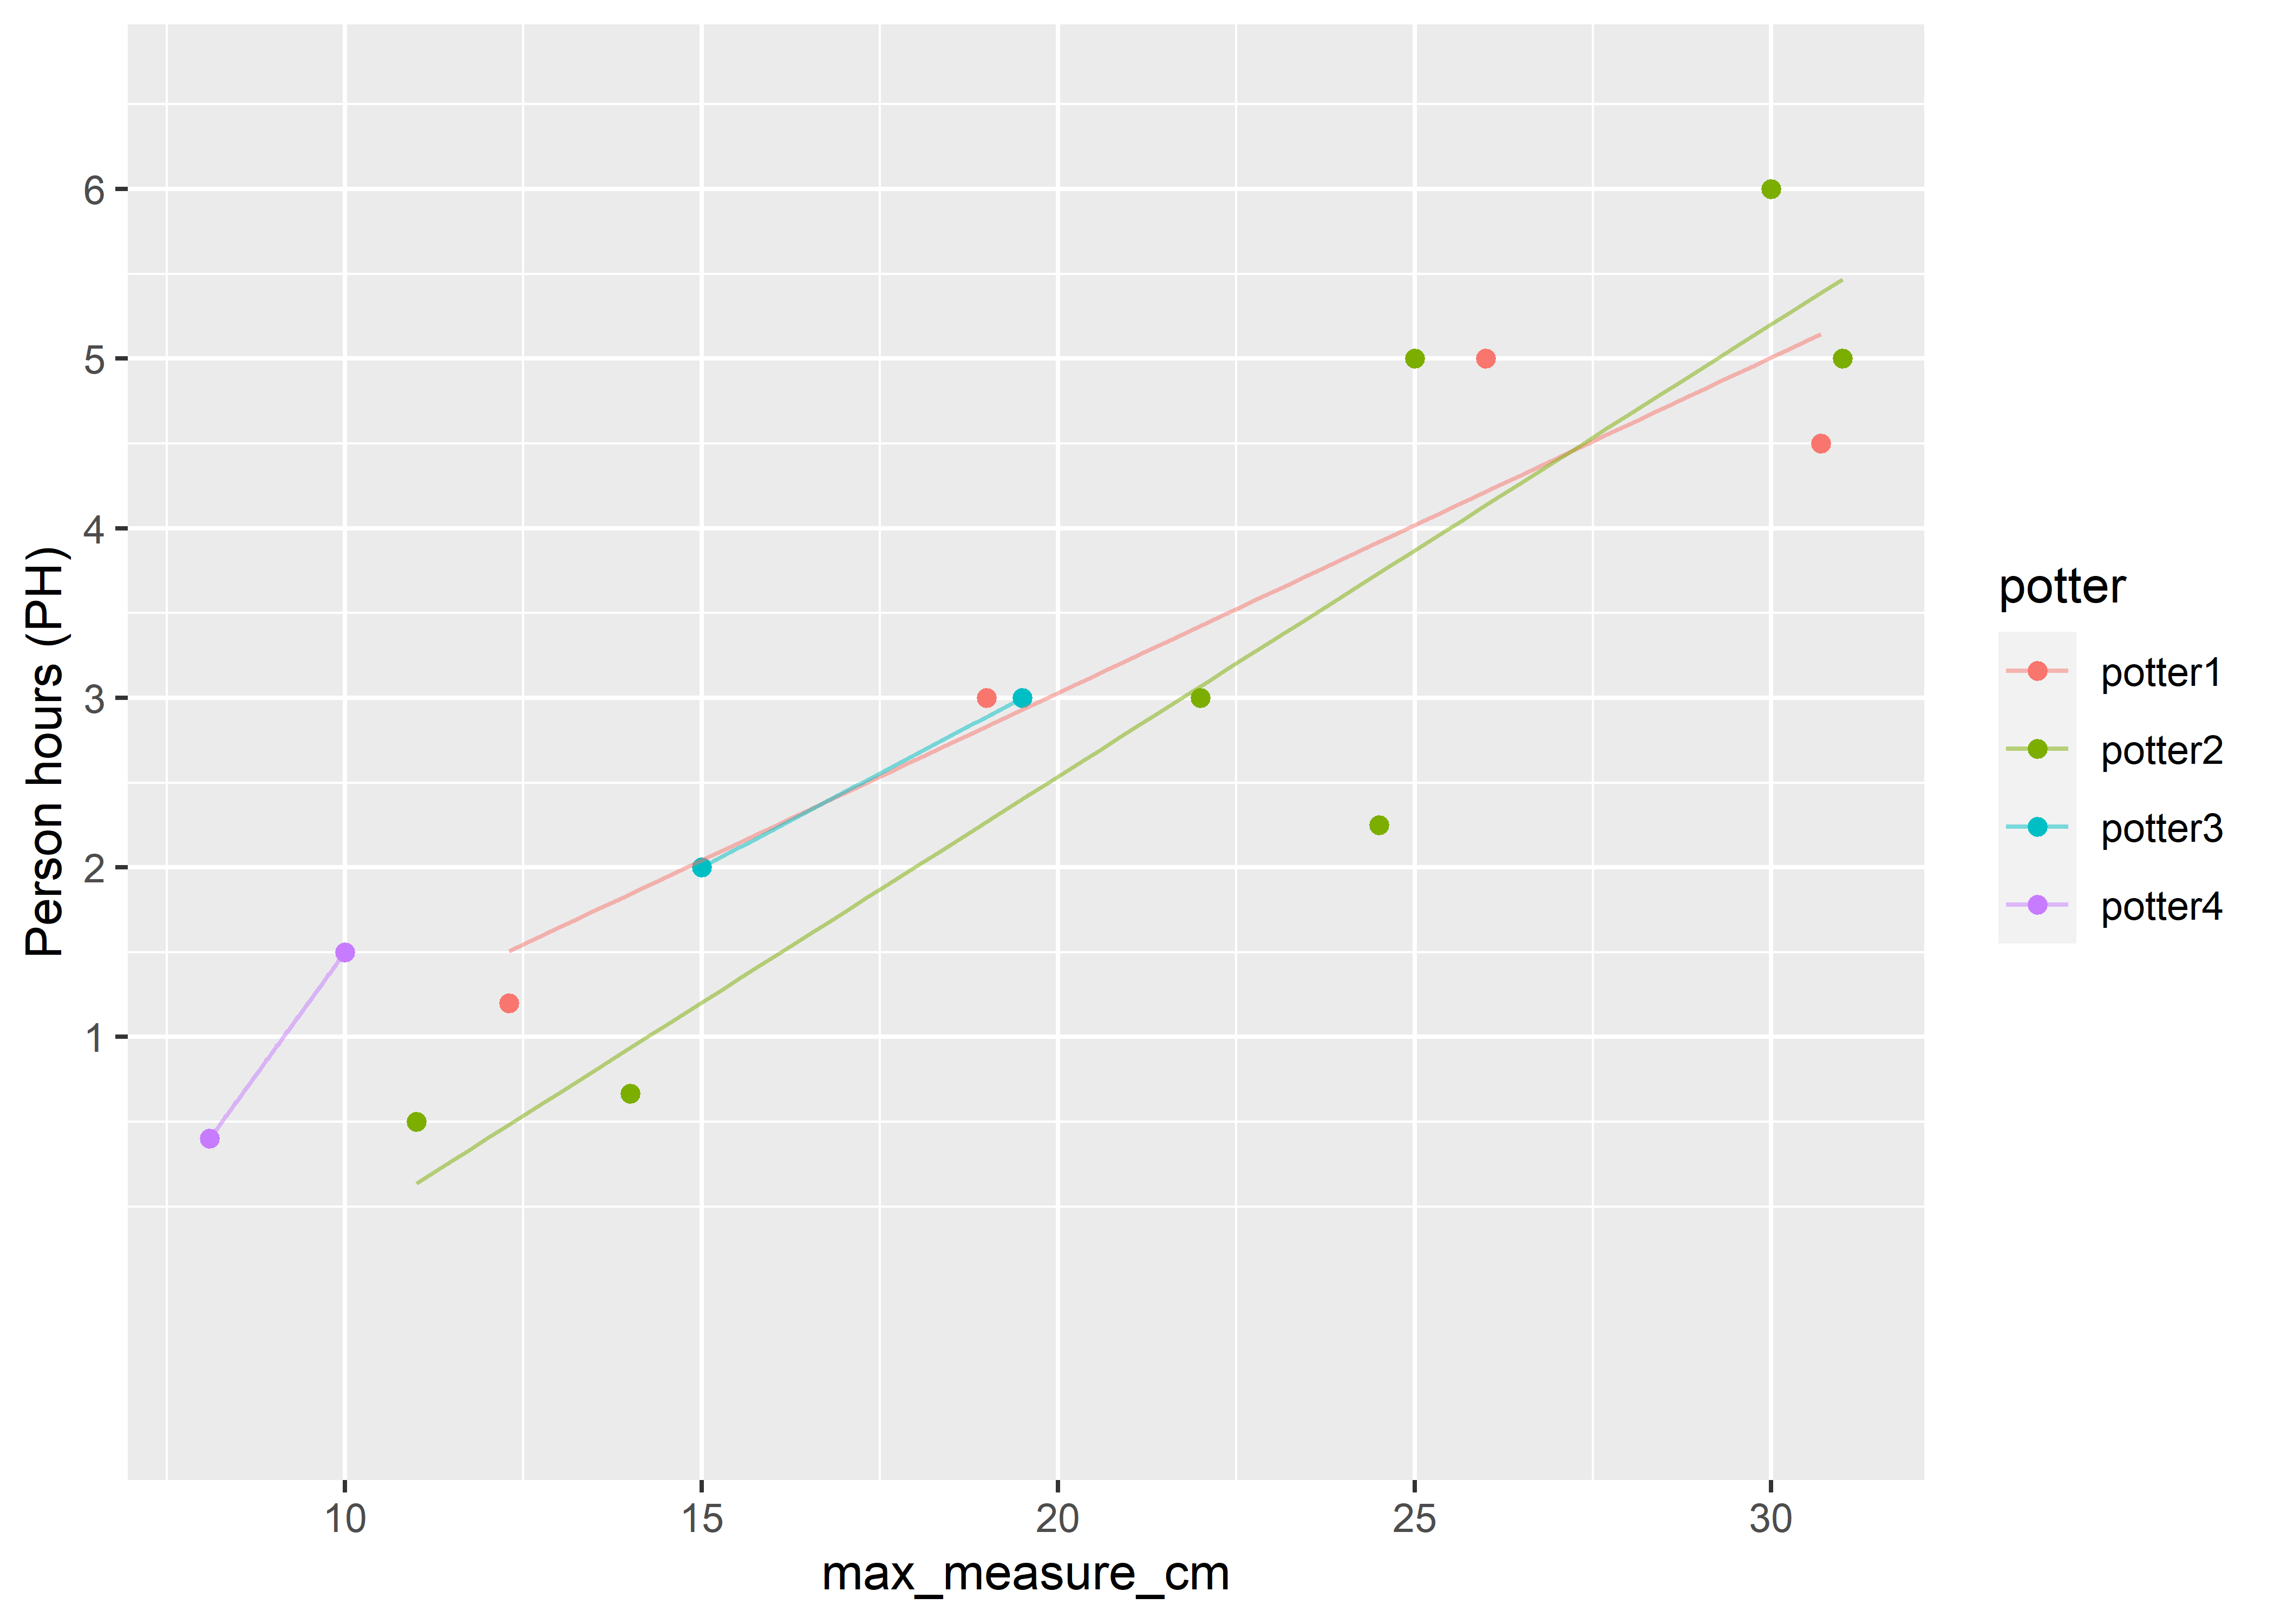 Person hours (PH)
6
5
4
3
2
1
10 15 20 25 30
max_measure_cm
potter
potter1
potter2
potter3
potter4